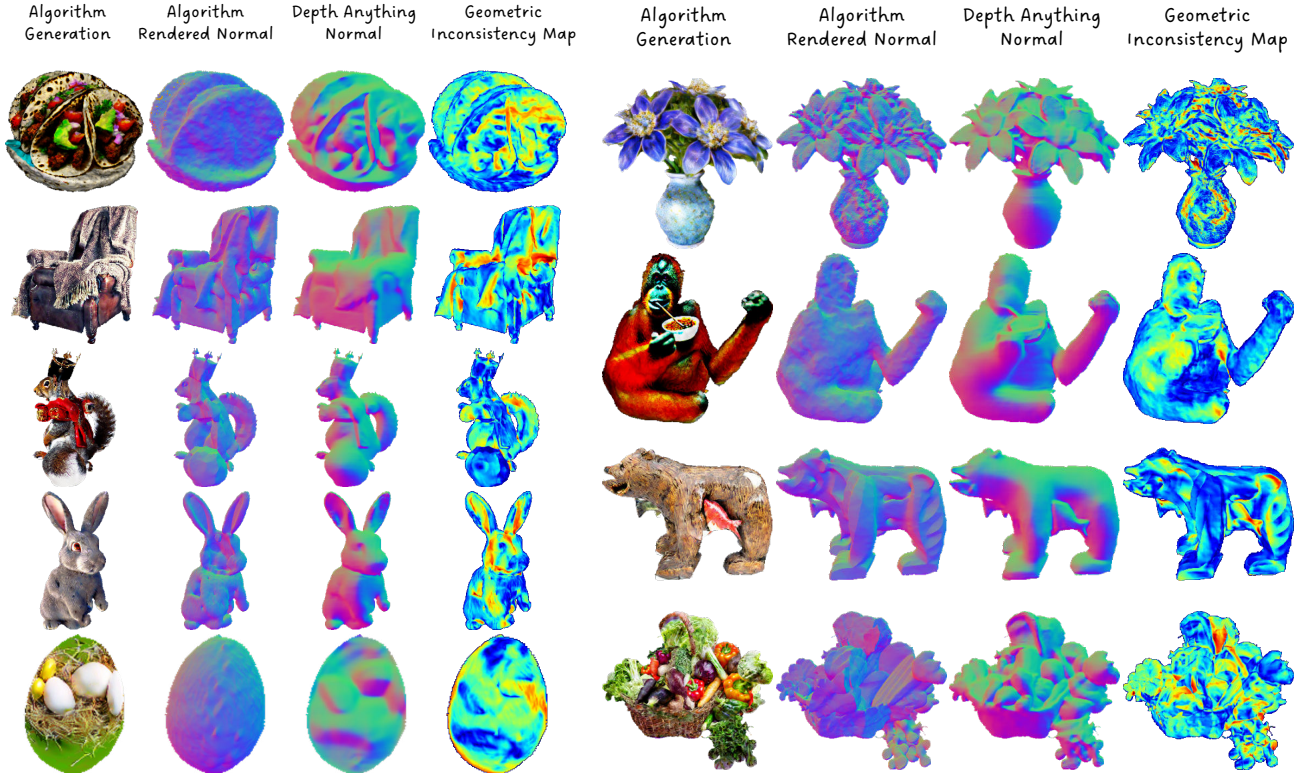 Algorithm
Generation
Algorithm
Rendered Normal
Depth Anything
Normal
Geometric
Inconsistency Map
Algorithm
Generation
Algorithm
Rendered Normal
Depth Anything
Normal
Geometric
Inconsistency Map